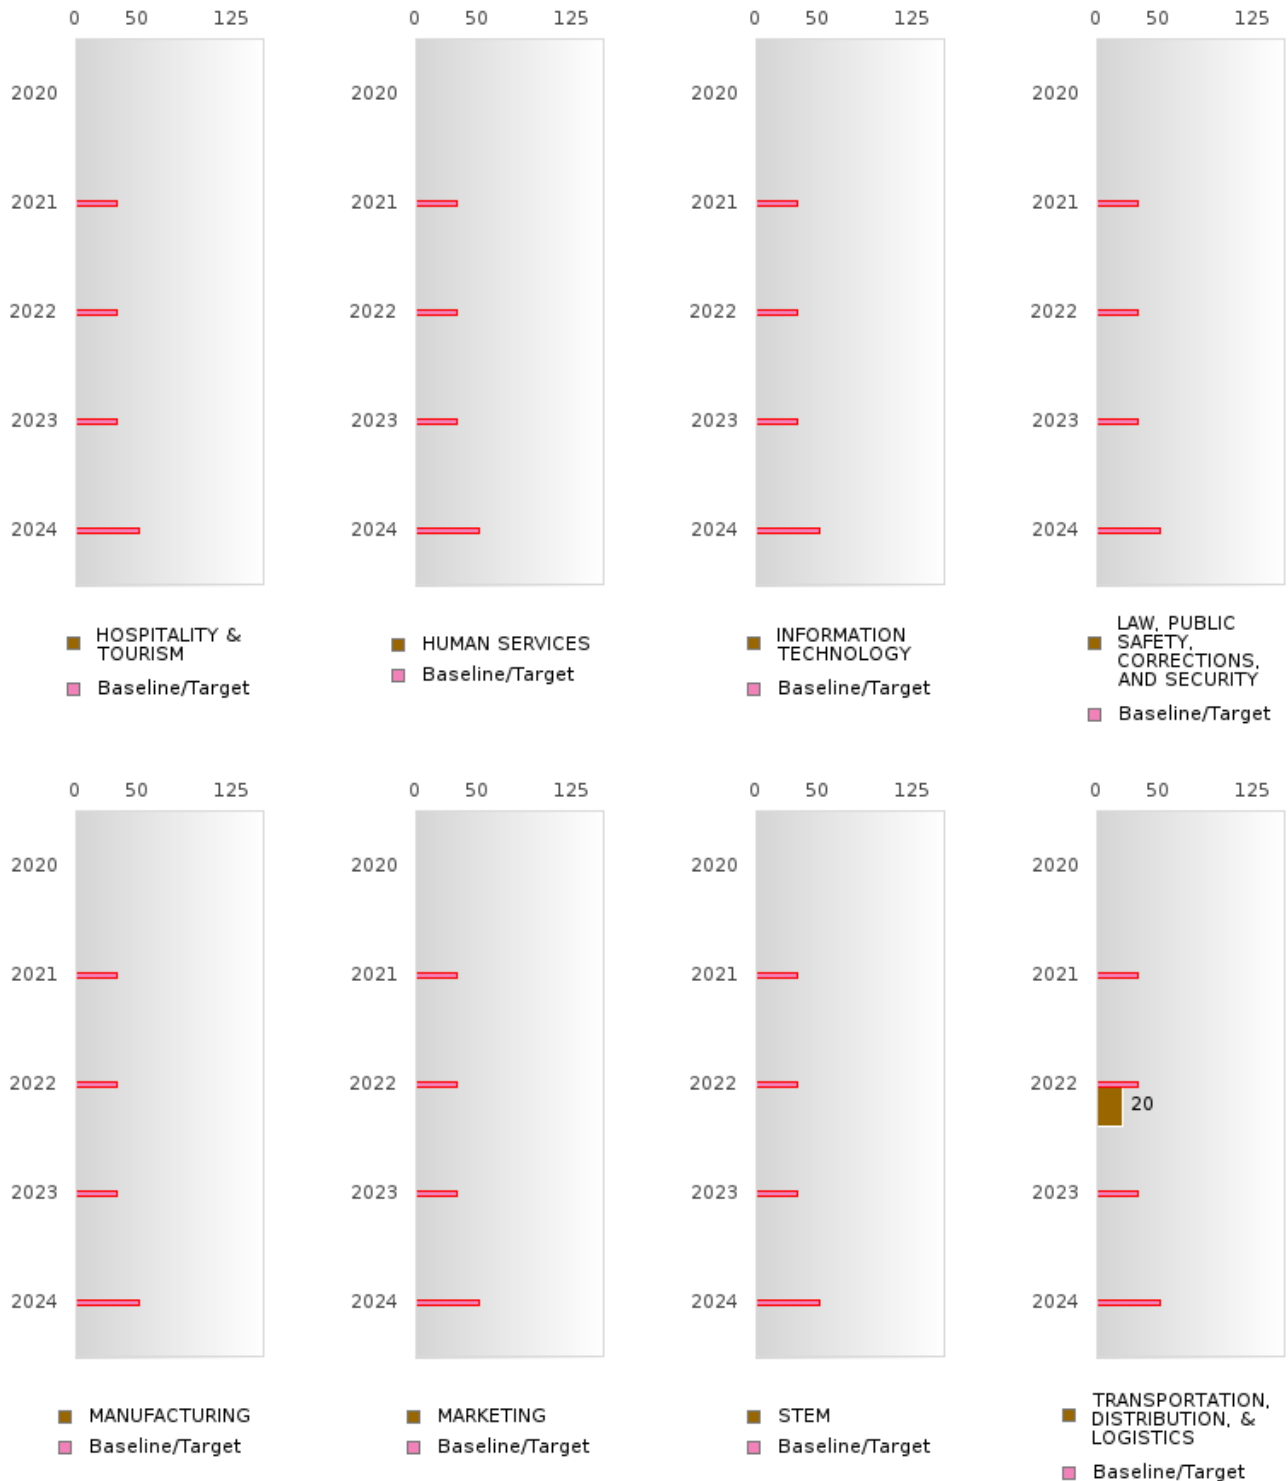 0 50 125
0 50 125
0 50 125
0 50 125
2020
2020
2020
2020
2021
2021
2021
2021
2022
2022
2022
2022
2023
2023
2023
2023
2024
2024
2024
2024
HOSPITALITY &
TOURISM
Baseline/Target
HUMAN SERVICES
Baseline/Target
INFORMATION
TECHNOLOGY
Baseline/Target
LAW, PUBLIC
SAFETY,
CORRECTIONS,
AND SECURITY
Baseline/Target
0 50 125
0 50 125
0 50 125
0 50 125
2020
2020
2020
2020
2021
2021
2021
2021
2022
2022
2022
2022
20
2023
2023
2023
2023
2024
2024
2024
2024
MANUFACTURING
Baseline/Target
MARKETING
Baseline/Target
STEM
Baseline/Target
TRANSPORTATION,
DISTRIBUTION, &
LOGISTICS
Baseline/Target